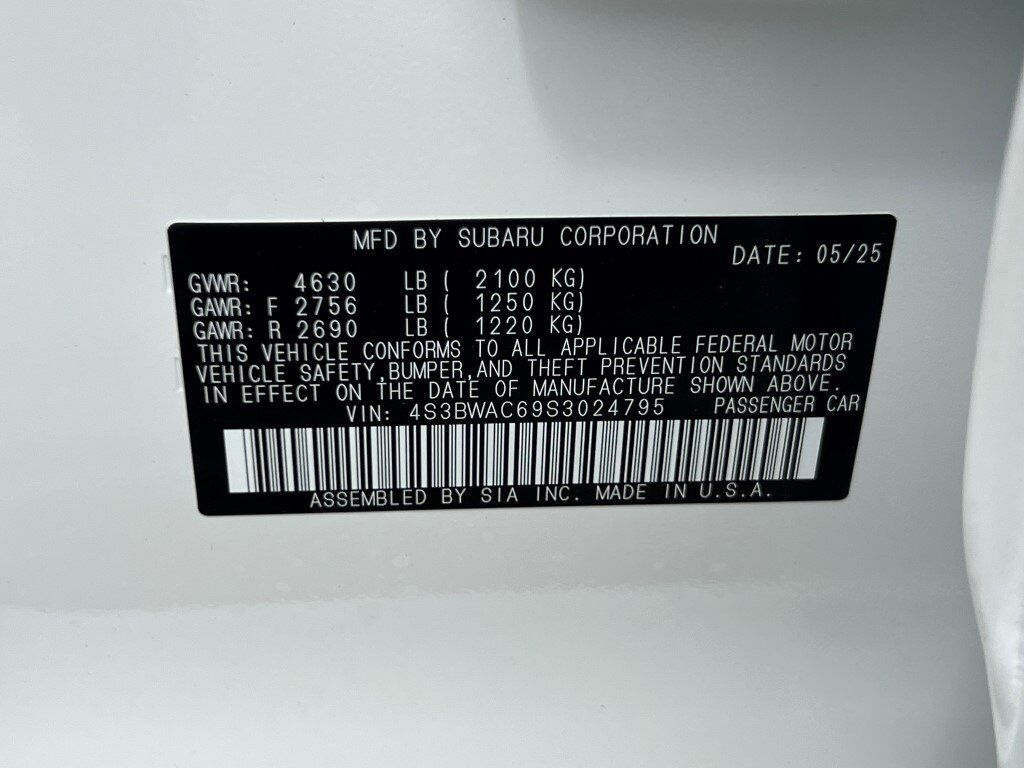 MFD BY SUBARU CORPORATION
DATE: 05/25
GVWR: 4630 LB ( 2100 KG)
GAWR: F 2756 LB ( 1250 KG)
GAWR: R 2690 LB ( 1220 KG)
THIS VEHICLE CONFORMS TO ALL APPLICABLE FEDERAL MOTOR
VEHICLE SAFETY,BUMPER,AND THEFT PREVENTION STANDARDS
IN EFFECT ON THE DATE OF MANUFACTURE SHOWN ABOVE.
VIN: 4S3BWAC69S3024795 PASSENGER CAR
ASSEMBLED BY SIA INC. MADE IN U.S.A.